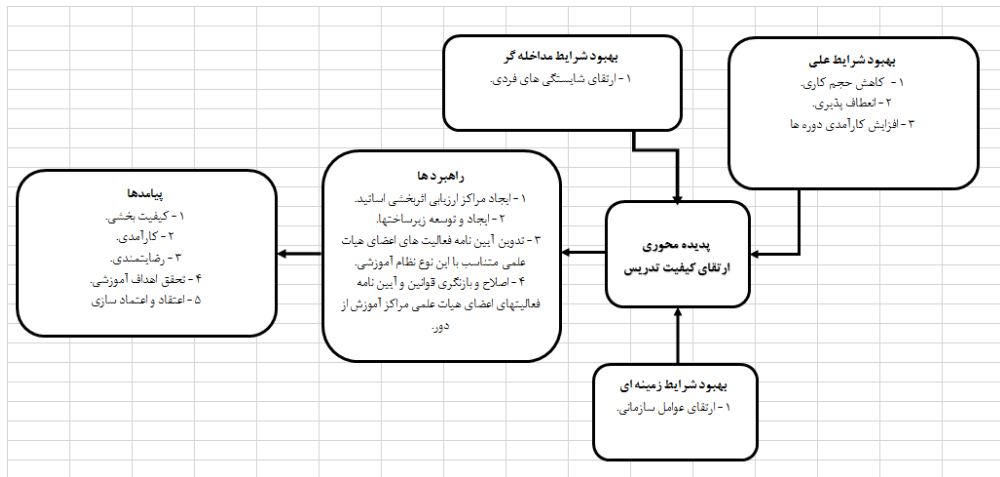 بهبود شرایط علی
۱- کاهش حجم کاری.
۲- انعطاف پذیری.
۳- افزایش کارآمدی دوره ها
بهبود شرایط مداخله گر
۱- ارتقای شایستگی های فردی.
پدیده محوری
ارتقای کیفیت تدریس
بهبود شرایط زمینه ای
۱- ارتقای عوامل سازمانی.
راهبردها
۱- ایجاد مراکز ارزیابی اثربخشی اساتید.
۲- ایجاد و توسعه زیرساختها.
۳- تدوین آیین نامه فعالیت های اعضای هیات
علمی متناسب با این نوع نظام آموزشی.
۴- اصلاح و بازنگری قوانین و آیین نامه
فعالیتهای اعضای هیات علمی مراکز آموزش از
دور.
پیامدها
۱- کیفیت بخشی.
۲- کارآمدی.
۳- رضایتمندی.
۴- تحقق اهداف آموزشی.
۵- اعتقاد و اعتماد سازی